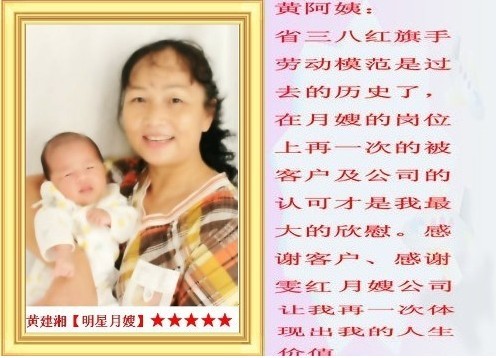 黄阿姨：
省三八红旗手
劳动模范是过
去的历史了，
在月嫂的岗位
上再一次的被
客户及公司的
认可才是我最
大的欣慰。感
谢客户、感谢
雯红月嫂公司
让我再一次体
现出我的人生
价值
黄建湘【明星月嫂】★★★★★